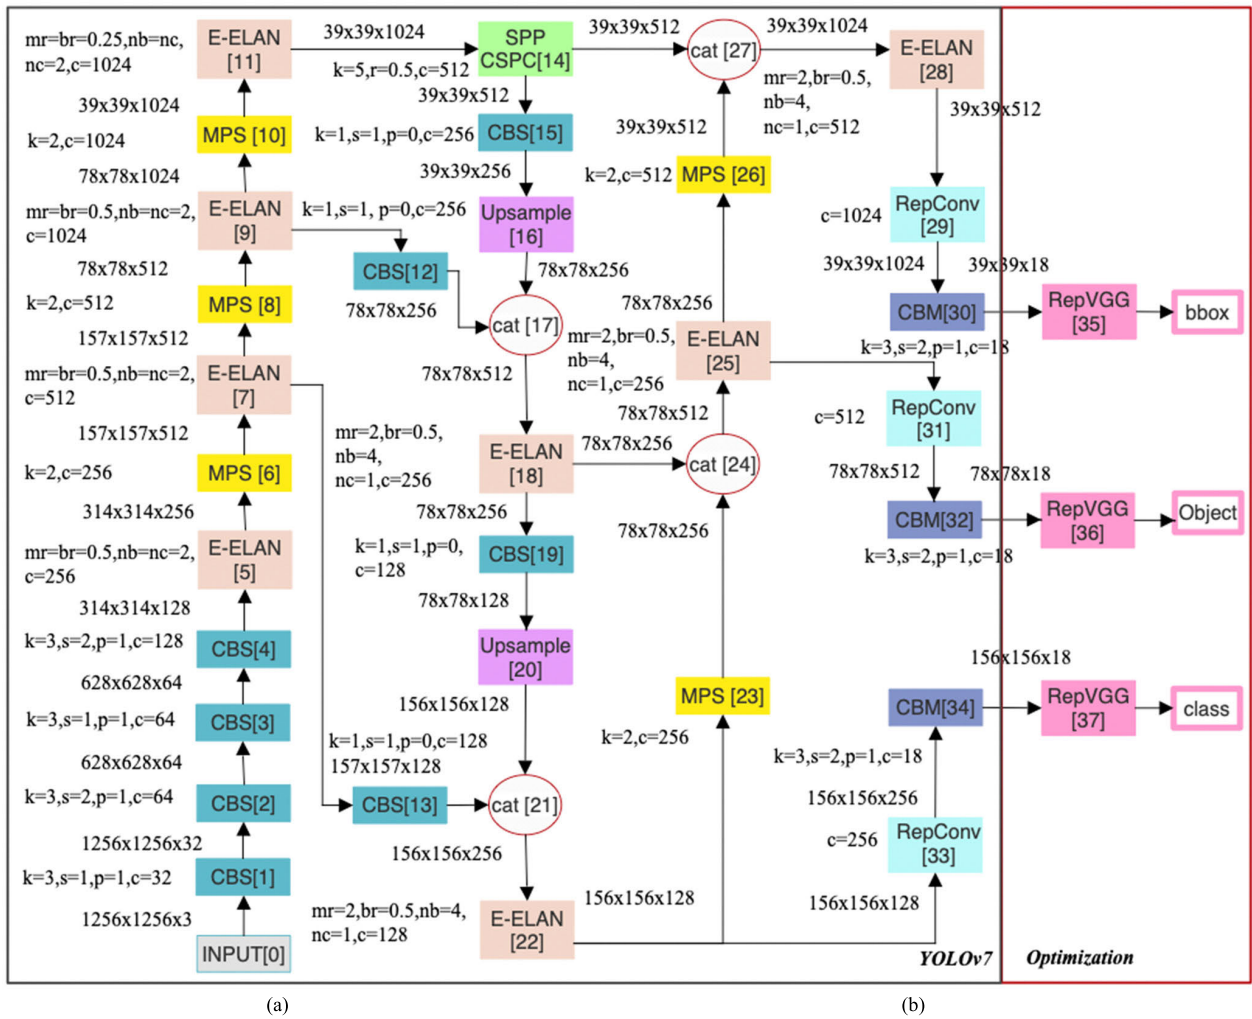 mr=br=0.25,nb=nc,
nc=2,c=1024
E-ELAN
[11]
39x39x1024
k=5,r=0.5,c=512
SPP
CSPC[14]
39x39x512
cat [27]
39x39x1024
mr=2,br=0.5,
nb=4,
nc=1,c=512
E-ELAN
[28]
39x39x512
39x39x1024
k=2,c=1024
MPS [10]
78x78x1024
39x39x512
k=1,s=1,p=0,c=256
CBS[15]
39x39x256
39x39x512
k=2,c=512
MPS [26]
mr=br=0.5,nb=nc=2,
c=1024
E-ELAN
[9]
k=1,s=1, p=0,c=256
CBS[12]
78x78x256
Upsample
[16]
78x78x256
cat [17]
78x78x256
c=1024
RepConv
[29]
39x39x1024
39x39x18
CBM[30]
k=3,s=2,p=1,c=18
RepVGG
[35]
bbox
78x78x512
k=2,c=512
MPS [8]
157x157x512
mr=2,br=0.5,
nb=4,
nc=1,c=256
E-ELAN
[25]
78x78x512
mr=br=0.5,nb=nc=2,
c=512
E-ELAN
[7]
157x157x512
78x78x512
c=512
RepConv
[31]
78x78x512
78x78x18
k=2,c=256
MPS [6]
314x314x256
mr=2,br=0.5,
nb=4,
nc=1,c=256
E-ELAN
[18]
78x78x256
cat [24]
78x78x256
78x78x256
CBM[32]
k=3,s=2,p=1,c=18
RepVGG
[36]
Object
mr=br=0.5,nb=nc=2,
c=256
E-ELAN
[5]
314x314x128
k=1,s=1,p=0,
c=128
CBS[19]
78x78x128
k=3,s=2,p=1,c=128
CBS[4]
628x628x64
Upsample
[20]
156x156x128
MPS [23]
k=2,c=256
156x156x18
CBM[34]
k=3,s=2,p=1,c=18
RepVGG
[37]
class
k=3,s=1,p=1,c=64
CBS[3]
628x628x64
k=1,s=1,p=0,c=128
157x157x128
k=3,s=2,p=1,c=64
CBS[2]
1256x1256x32
CBS[13]
cat [21]
156x156x256
156x156x256
c=256
RepConv
[33]
156x156x128
k=3,s=1,p=1,c=32
CBS[1]
1256x1256x3
INPUT[0]
mr=2,br=0.5,nb=4,
nc=1,c=128
E-ELAN
[22]
156x156x128
YOLOv7
Optimization
(a)
(b)